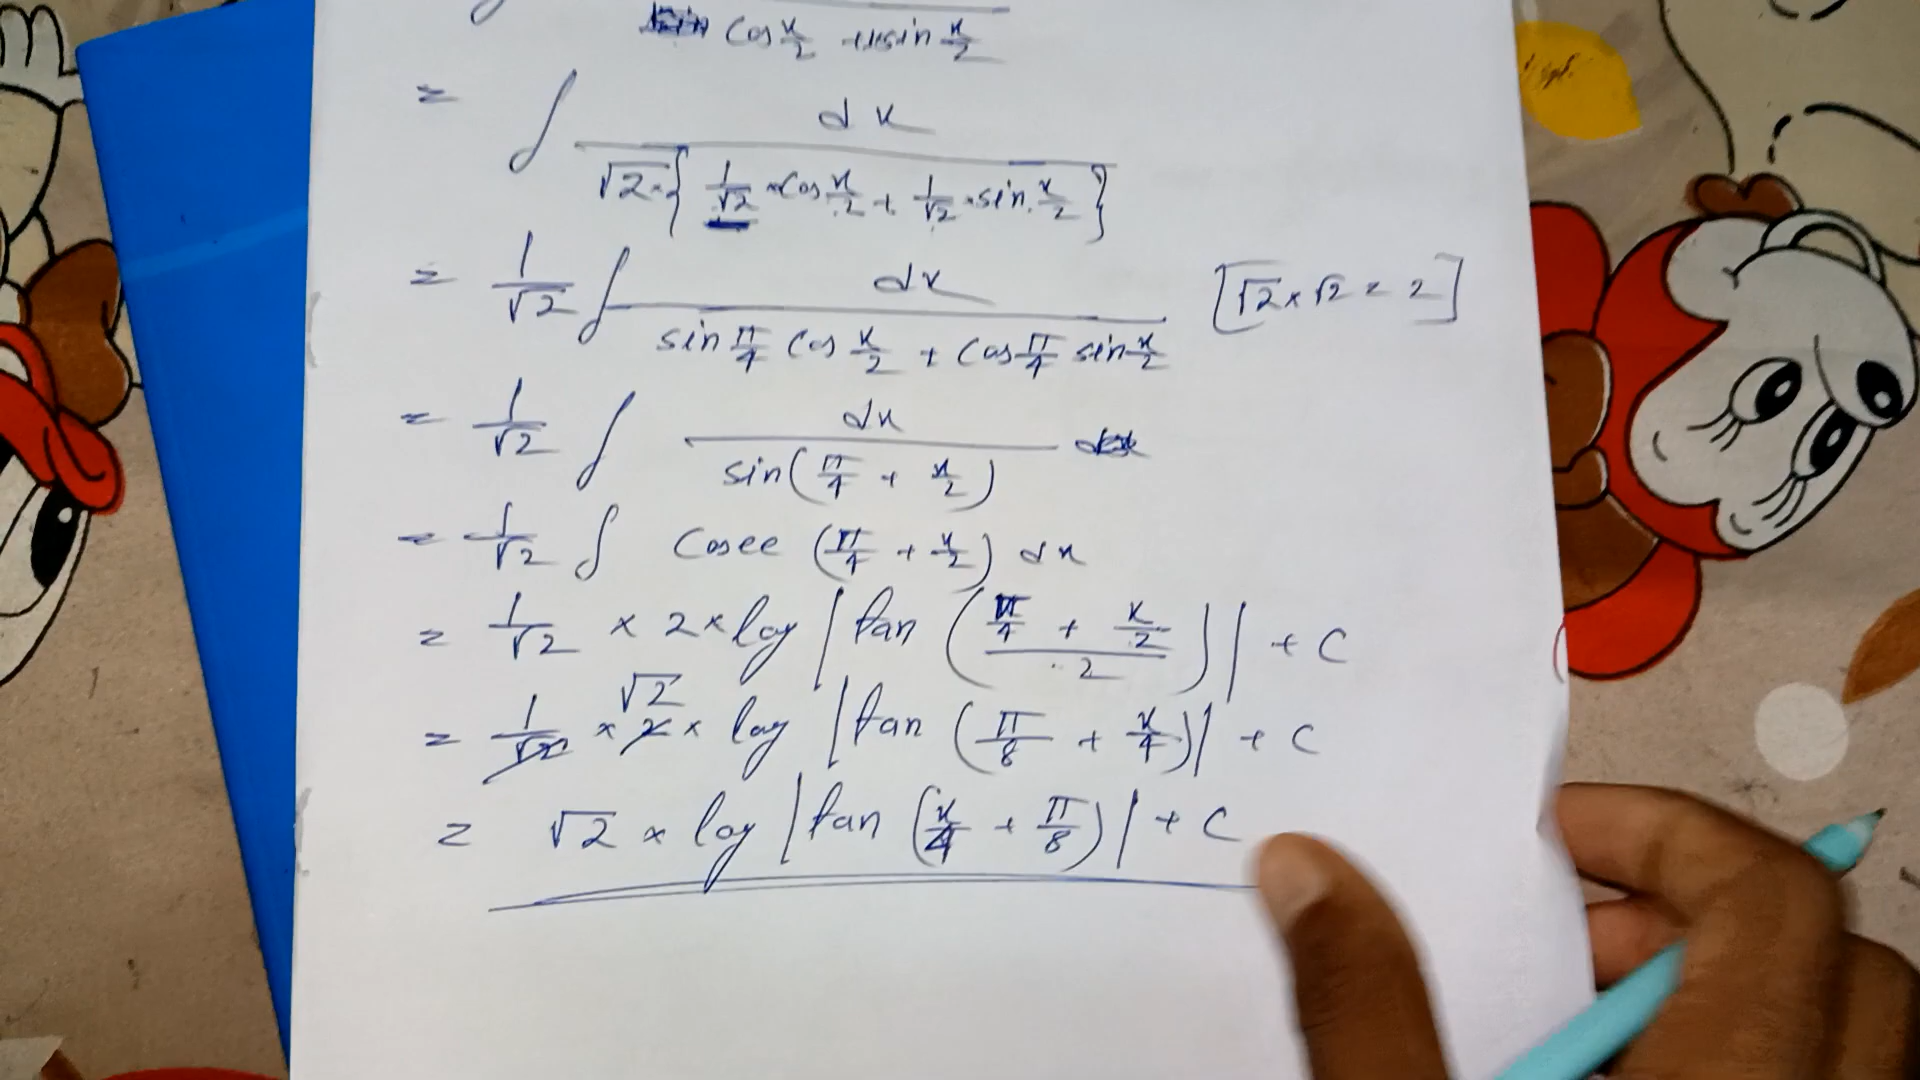 cos x/2 + sin x/2
= ∫ dx / √2 × { 1/√2 × cos x/2 + 1/√2 × sin x/2 }
= 1/√2 ∫ dx / sin π/4 cos x/2 + cos π/4 sin x/2 [√2 × √2 = 2]
= 1/√2 ∫ dx / sin(π/4 + x/2)
= 1/√2 ∫ cosec (π/4 + x/2) dx
= 1/√2 × 2 × log | tan ( (π/4 + x/2) / 2 ) | + C
√2
= 1/√2 × 2 × log | tan ( π/8 + x/4 ) | + C
= √2 × log | tan ( x/4 + π/8 ) | + C